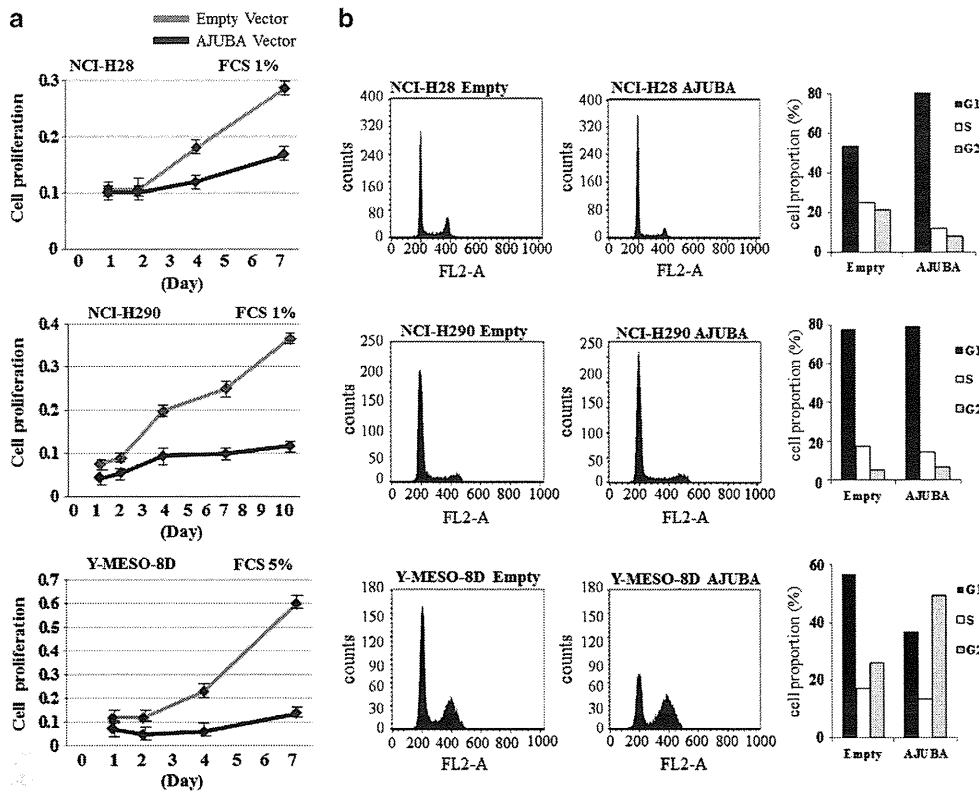 a
Empty Vector
AJUBA Vector
NCI-H28 FCS 1%
Cell proliferation
0.3
0.2
0.1
0
0 1 2 3 4 5 6 7
(Day)
NCI-H290 FCS 1%
Cell proliferation
0.4
0.3
0.2
0.1
0
0 1 2 3 4 5 6 7 8 9 10
(Day)
Y-MESO-8D FCS 5%
Cell proliferation
0.7
0.6
0.5
0.4
0.3
0.2
0.1
0
0 1 2 3 4 5 6 7
(Day)
b
NCI-H28 Empty
counts
400
320
240
160
80
0
0 200 400 600 800 1000
FL2-A
NCI-H28 AJUBA
counts
400
320
240
160
80
0
0 200 400 600 800 1000
FL2-A
cell proportion (%)
80
60
40
20
0
Empty AJUBA
G1
S
G2
NCI-H290 Empty
counts
250
200
150
100
50
0
0 200 400 600 800 1000
FL2-A
NCI-H290 AJUBA
counts
250
200
150
100
50
0
0 200 400 600 800 1000
FL2-A
cell proportion (%)
80
60
40
20
0
Empty AJUBA
G1
S
G2
Y-MESO-8D Empty
counts
180
150
120
90
60
30
0
0 200 400 600 800 1000
FL2-A
Y-MESO-8D AJUBA
counts
180
150
120
90
60
30
0
0 200 400 600 800 1000
FL2-A
cell proportion (%)
60
40
20
0
Empty AJUBA
G1
S
G2